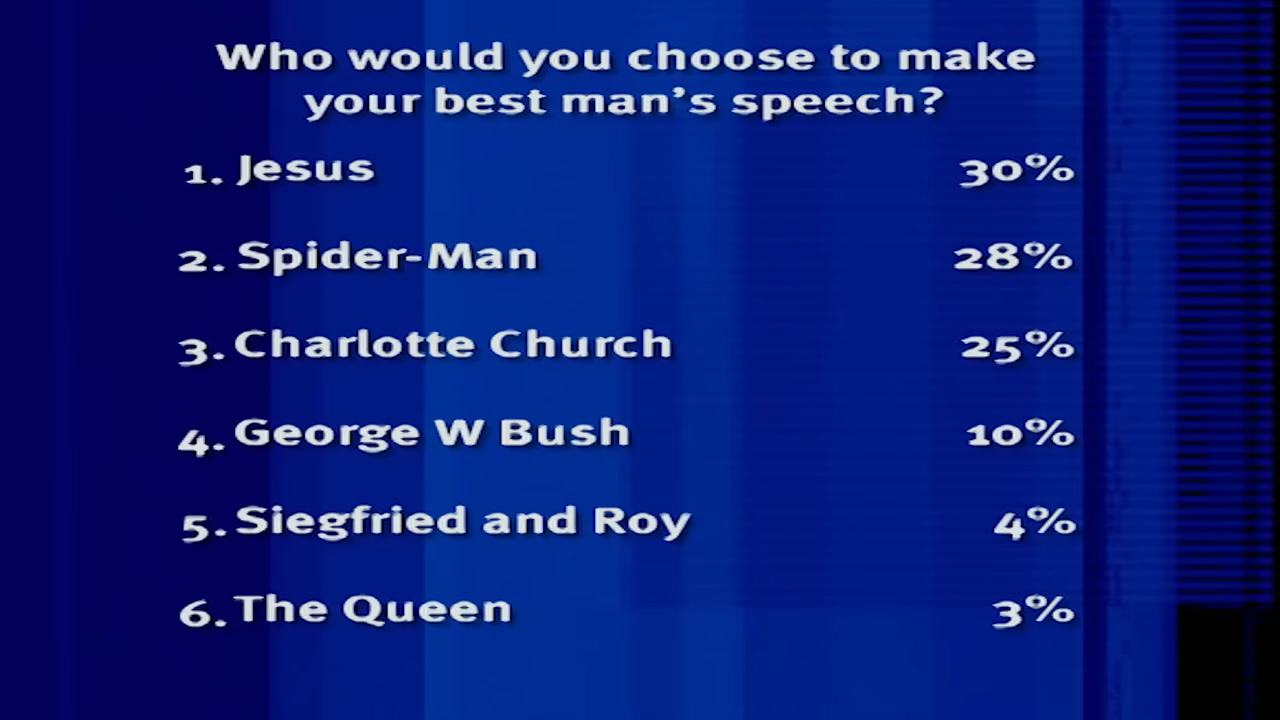 Who would you choose to make
your best man's speech?
1. Jesus 30%
2. Spider-Man 28%
3. Charlotte Church 25%
4. George W Bush 10%
5. Siegfried and Roy 4%
6. The Queen 3%